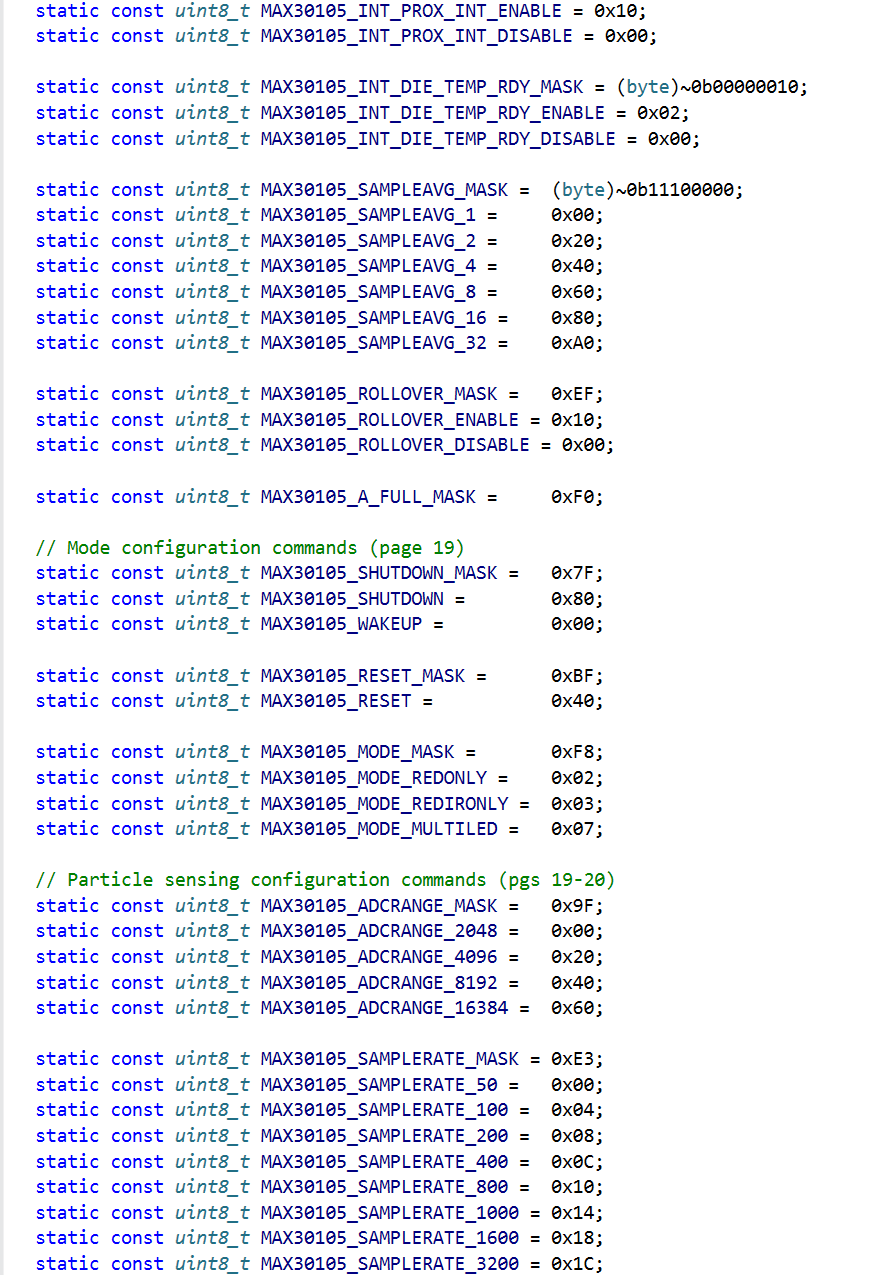 static const uint8_t MAX30105_INT_PROX_INT_ENABLE = 0x10;
static const uint8_t MAX30105_INT_PROX_INT_DISABLE = 0x00;
static const uint8_t MAX30105_INT_DIE_TEMP_RDY_MASK = (byte)~0b00000010;
static const uint8_t MAX30105_INT_DIE_TEMP_RDY_ENABLE = 0x02;
static const uint8_t MAX30105_INT_DIE_TEMP_RDY_DISABLE = 0x00;
static const uint8_t MAX30105_SAMPLEAVG_MASK =  (byte)~0b11100000;
static const uint8_t MAX30105_SAMPLEAVG_1 =     0x00;
static const uint8_t MAX30105_SAMPLEAVG_2 =     0x20;
static const uint8_t MAX30105_SAMPLEAVG_4 =     0x40;
static const uint8_t MAX30105_SAMPLEAVG_8 =     0x60;
static const uint8_t MAX30105_SAMPLEAVG_16 =    0x80;
static const uint8_t MAX30105_SAMPLEAVG_32 =    0xA0;
static const uint8_t MAX30105_ROLLOVER_MASK =   0xEF;
static const uint8_t MAX30105_ROLLOVER_ENABLE = 0x10;
static const uint8_t MAX30105_ROLLOVER_DISABLE = 0x00;
static const uint8_t MAX30105_A_FULL_MASK =     0xF0;
// Mode configuration commands (page 19)
static const uint8_t MAX30105_SHUTDOWN_MASK =   0x7F;
static const uint8_t MAX30105_SHUTDOWN =        0x80;
static const uint8_t MAX30105_WAKEUP =          0x00;
static const uint8_t MAX30105_RESET_MASK =      0xBF;
static const uint8_t MAX30105_RESET =           0x40;
static const uint8_t MAX30105_MODE_MASK =       0xF8;
static const uint8_t MAX30105_MODE_REDONLY =    0x02;
static const uint8_t MAX30105_MODE_REDIRONLY =  0x03;
static const uint8_t MAX30105_MODE_MULTILED =   0x07;
// Particle sensing configuration commands (pgs 19-20)
static const uint8_t MAX30105_ADCRANGE_MASK =   0x9F;
static const uint8_t MAX30105_ADCRANGE_2048 =   0x00;
static const uint8_t MAX30105_ADCRANGE_4096 =   0x20;
static const uint8_t MAX30105_ADCRANGE_8192 =   0x40;
static const uint8_t MAX30105_ADCRANGE_16384 =  0x60;
static const uint8_t MAX30105_SAMPLERATE_MASK = 0xE3;
static const uint8_t MAX30105_SAMPLERATE_50 =   0x00;
static const uint8_t MAX30105_SAMPLERATE_100 =  0x04;
static const uint8_t MAX30105_SAMPLERATE_200 =  0x08;
static const uint8_t MAX30105_SAMPLERATE_400 =  0x0C;
static const uint8_t MAX30105_SAMPLERATE_800 =  0x10;
static const uint8_t MAX30105_SAMPLERATE_1000 = 0x14;
static const uint8_t MAX30105_SAMPLERATE_1600 = 0x18;
static const uint8_t MAX30105_SAMPLERATE_3200 = 0x1C;